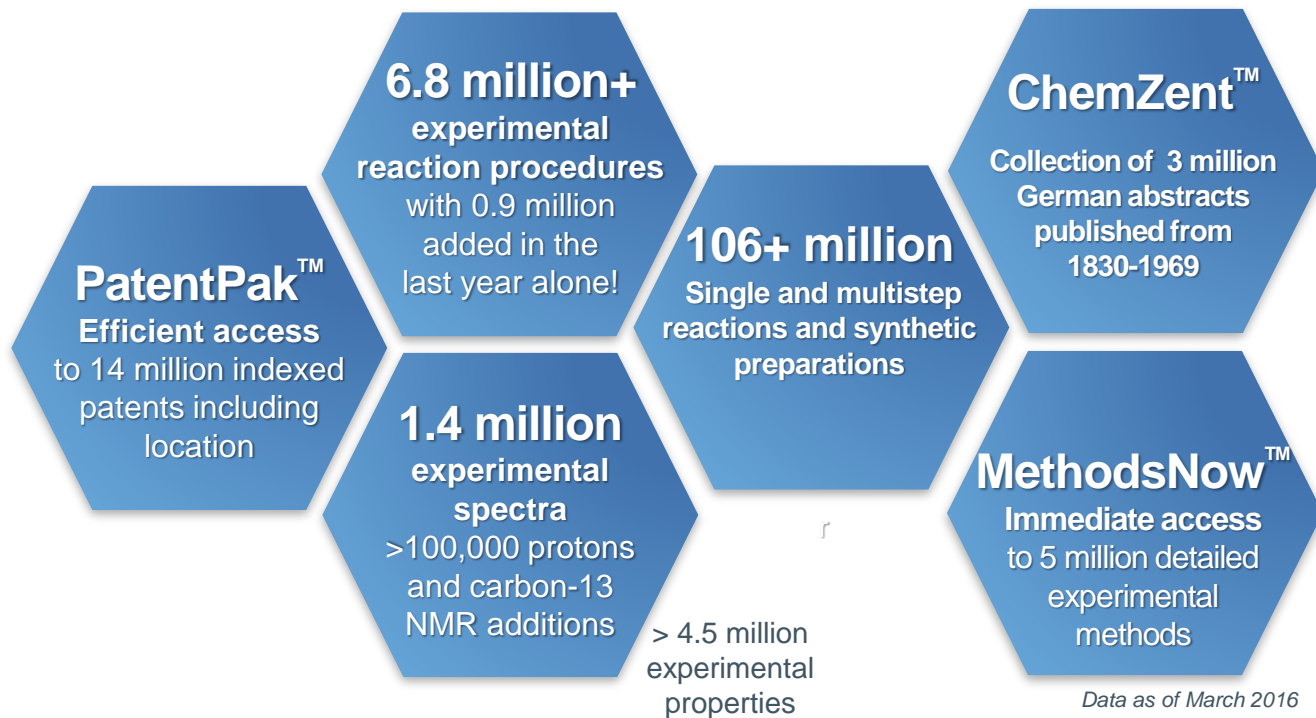 PatentPak™
Efficient access
to 14 million indexed
patents including
location
6.8 million+
experimental
reaction procedures
with 0.9 million
added in the
last year alone!
1.4 million
experimental
spectra
>100,000 protons
and carbon-13
NMR additions
106+ million
Single and multistep
reactions and synthetic
preparations
r
> 4.5 million
experimental
properties
ChemZent™
Collection of 3 million
German abstracts
published from
1830-1969
MethodsNow™
Immediate access
to 5 million detailed
experimental
methods
Data as of March 2016